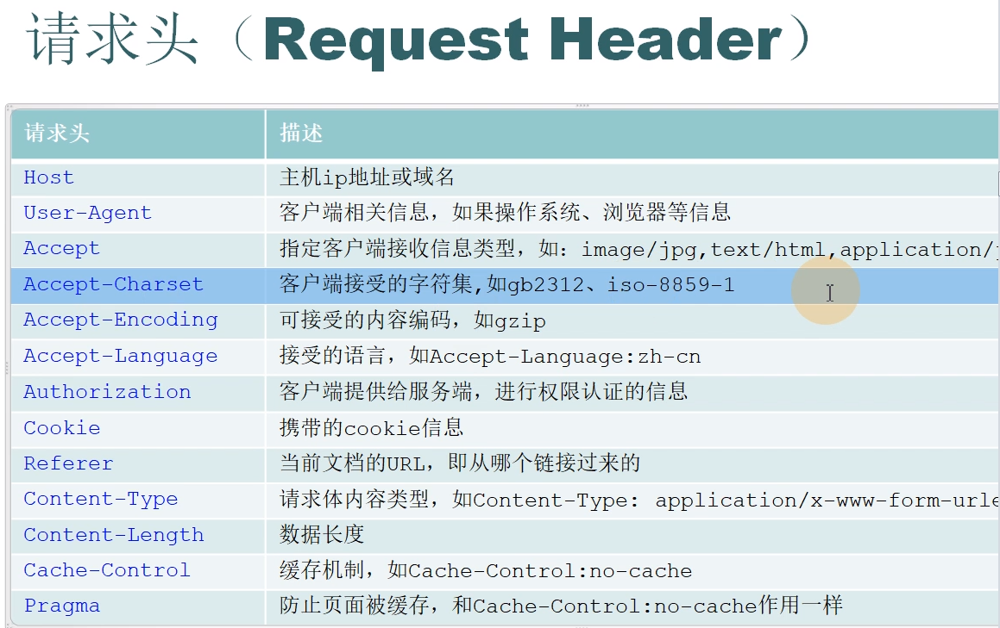 请求头（Request Header）
请求头 描述
Host 主机ip地址或域名
User-Agent 客户端相关信息，如果操作系统、浏览器等信息
Accept 指定客户端接收信息类型，如：image/jpg,text/html,application/
Accept-Charset 客户端接受的字符集,如gb2312、iso-8859-1
Accept-Encoding 可接受的内容编码，如gzip
Accept-Language 接受的语言，如Accept-Language:zh-cn
Authorization 客户端提供给服务端，进行权限认证的信息
Cookie 携带的cookie信息
Referer 当前文档的URL，即从哪个链接过来的
Content-Type 请求体内容类型，如Content-Type: application/x-www-form-urle
Content-Length 数据长度
Cache-Control 缓存机制，如Cache-Control:no-cache
Pragma 防止页面被缓存，和Cache-Control:no-cache作用一样